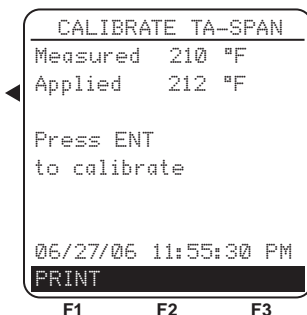 CALIBRATE TA-SPAN
Measured 210 °F
Applied 212 °F
Press ENT
to calibrate
06/27/06 11:55:30 PM
PRINT
F1 F2 F3